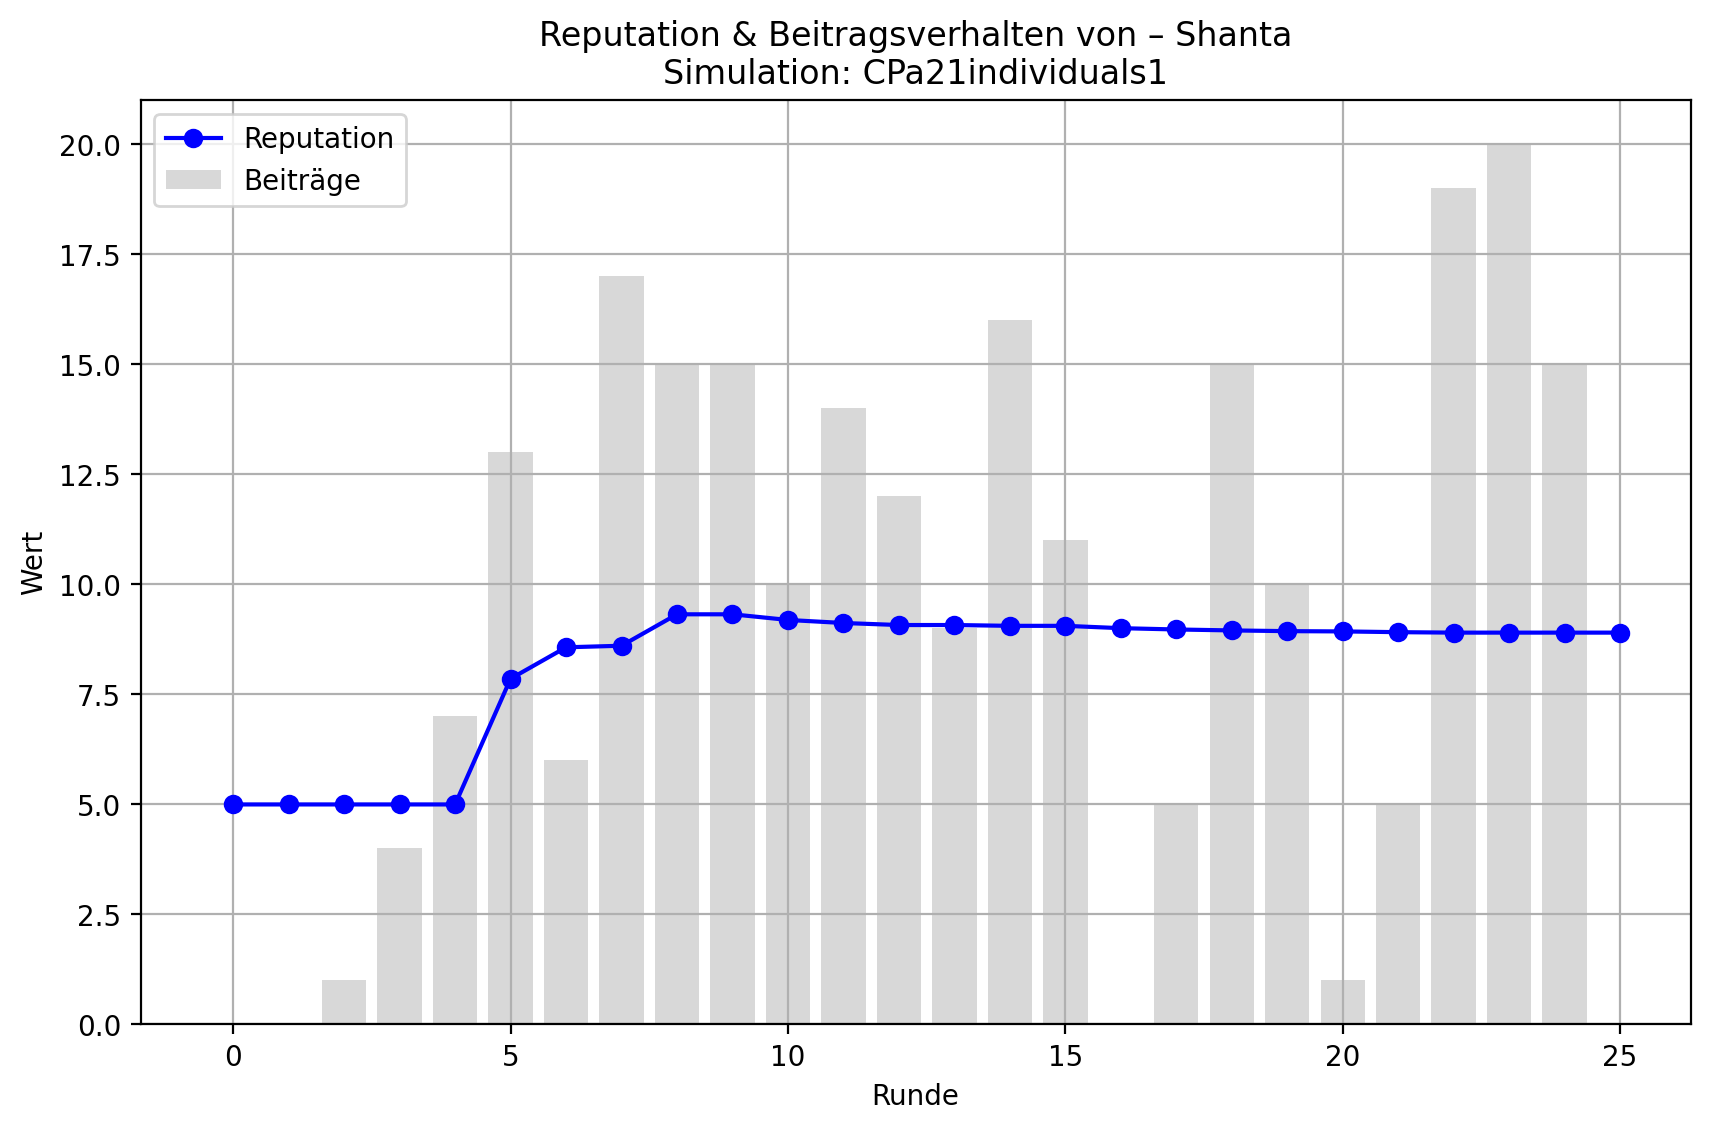 Reputation & Beitragsverhalten von – Shanta
Simulation: CPa21individuals1
Reputation
Beiträge
20.0
17.5
15.0
12.5
10.0
7.5
5.0
2.5
0.0
Wert
0 5 10 15 20 25
Runde